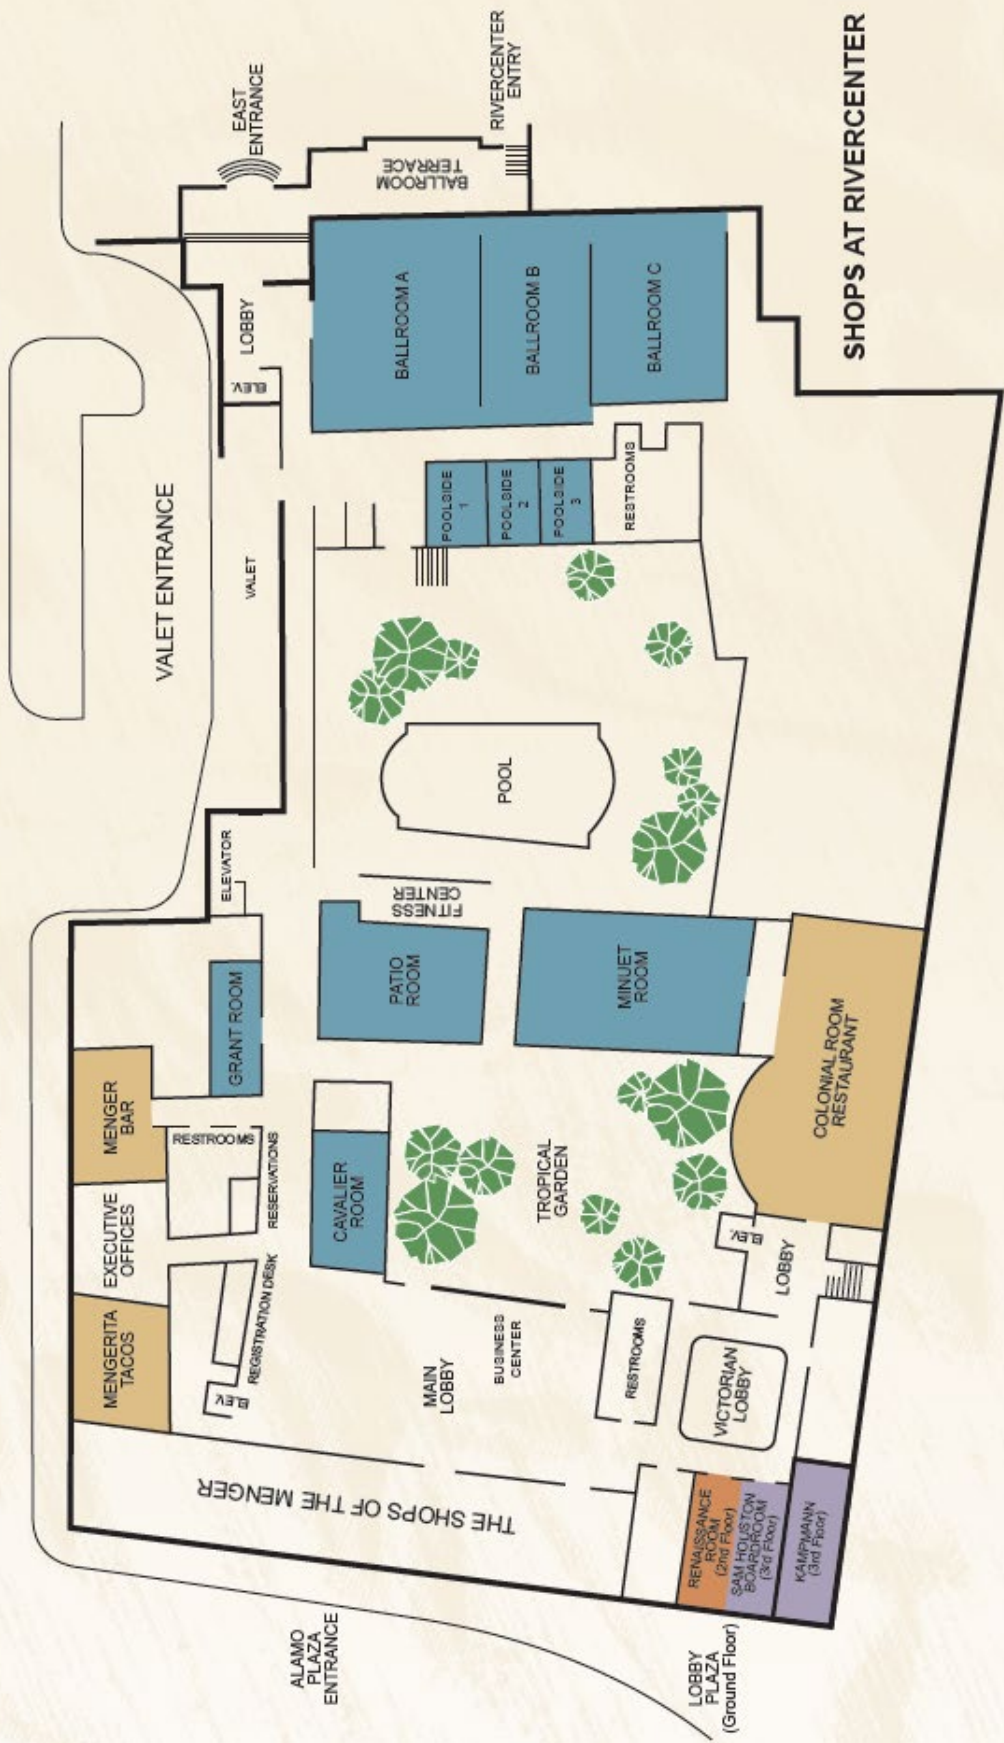 EAST
ENTRANCE
RIVERCENTER
ENTRY
BALLROOM
TERRACE
SHOPS AT RIVERCENTER
LOBBY
ELEV.
BALLROOM A
BALLROOM B
BALLROOM C
VALET ENTRANCE
VALET
POOLSIDE
1
POOLSIDE
2
POOLSIDE
3
RESTROOMS
POOL
ELEVATOR
FITNESS
CENTER
GRANT ROOM
PATIO
ROOM
MINUET
ROOM
COLONIAL ROOM
RESTAURANT
MENGER
BAR
RESTROOMS
RESERVATIONS
CAVALIER
ROOM
TROPICAL
GARDEN
EXECUTIVE
OFFICES
ELEV.
LOBBY
MENGERITA
TACOS
REGISTRATION DESK
ELEV.
MAIN
LOBBY
BUSINESS
CENTER
RESTROOMS
VICTORIAN
LOBBY
THE SHOPS OF THE MENGER
RENAISSANCE
ROOM
(2nd Floor)
SAM HOUSTON
BOARDROOM
(3rd Floor)
KAMPMANN
(3rd Floor)
ALAMO
PLAZA
ENTRANCE
LOBBY
PLAZA
(Ground Floor)